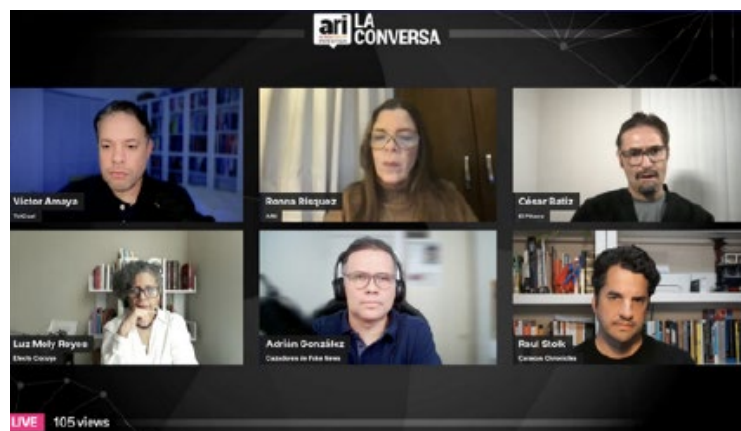 ari LA
CONVERSA
Víctor Amaya
TalCual
Ronna Rísquez
ARI
César Batiz
El Pitazo
Luz Mely Reyes
Efecto Cocuyo
Adrián González
Cazadores de Fake News
Raul Stolk
Caracas Chronicles
LIVE 105 views